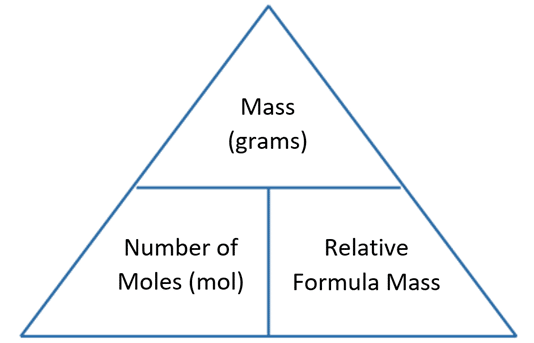 Mass
(grams)
Number of
Moles (mol)
Relative
Formula Mass